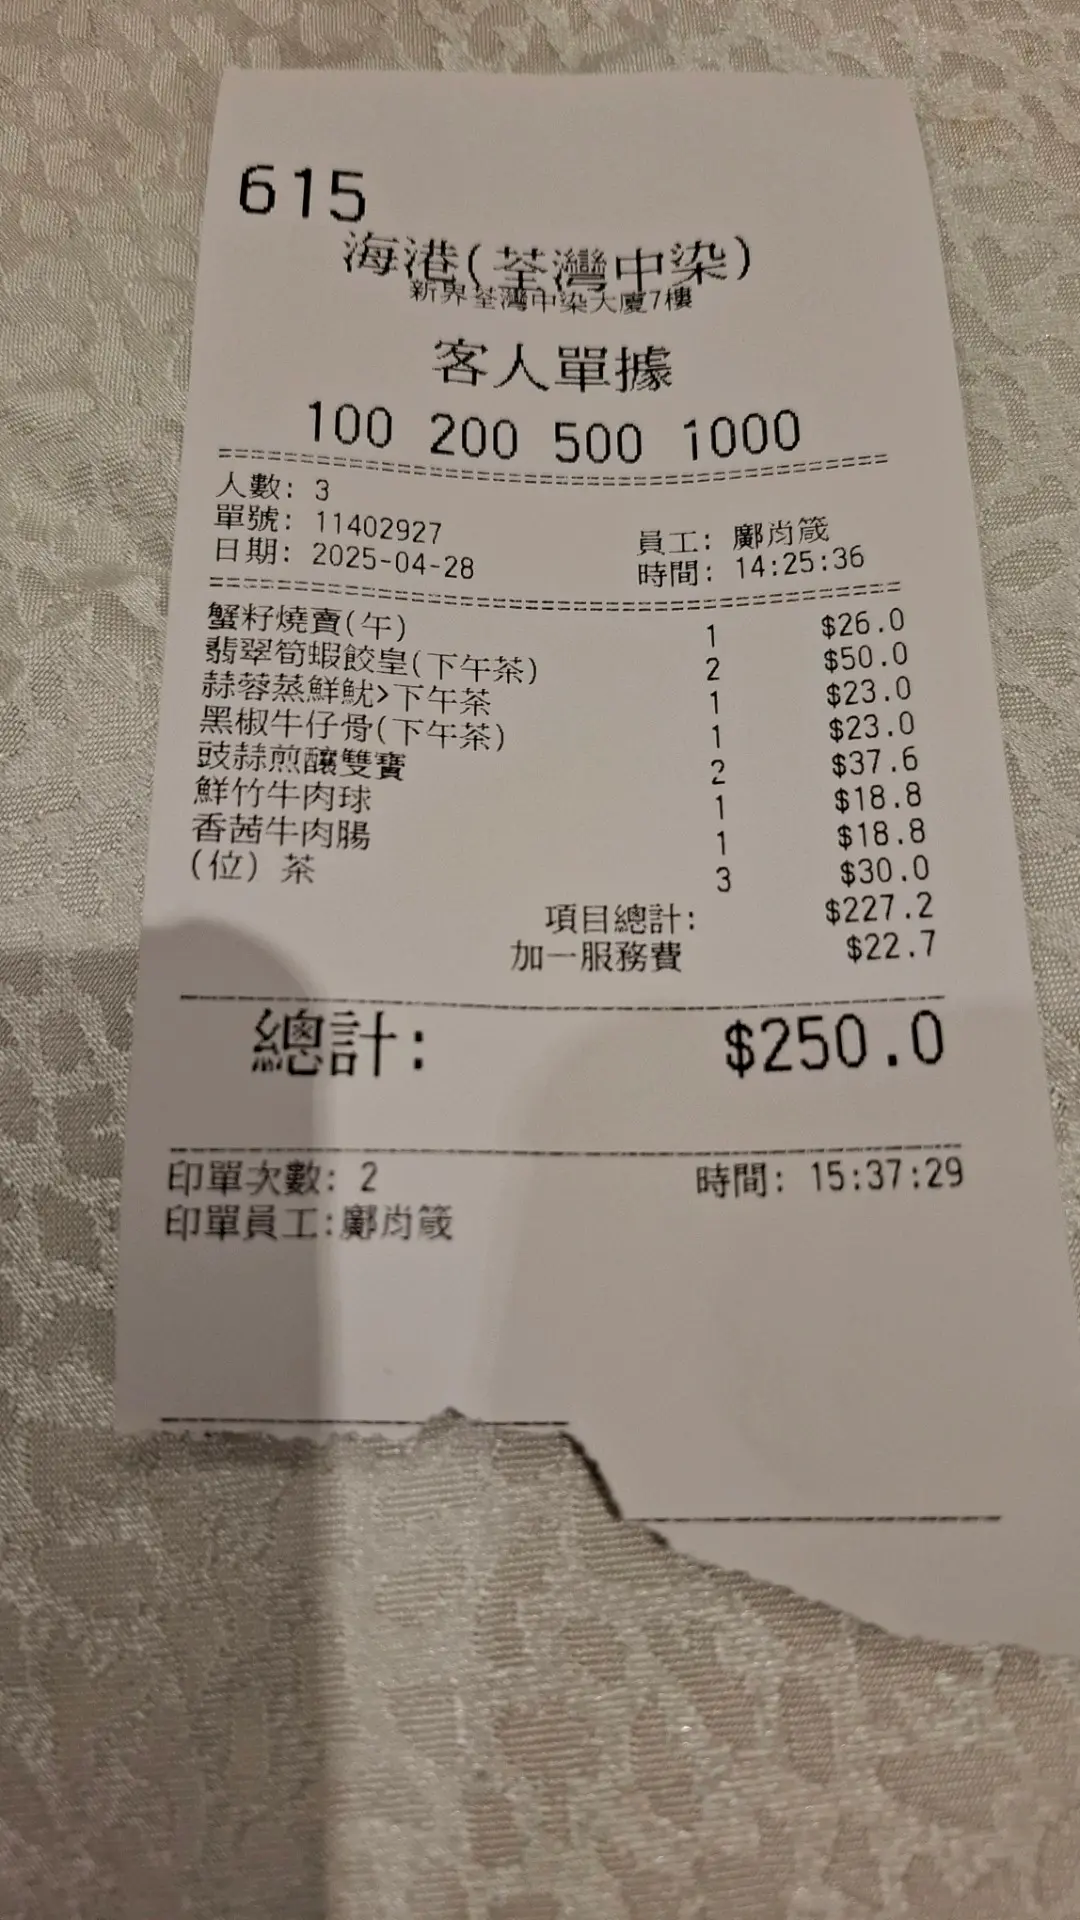 615
海港(荃灣中染)
新界荃灣中染大廈7樓
客人單據
100 200 500 1000
人數: 3
單號: 11402927 員工: 鄺尚箴
日期: 2025-04-28 時間: 14:25:36
蟹籽燒賣(午) 1 $26.0
翡翠筍蝦餃皇(下午茶) 2 $50.0
蒜蓉蒸鮮魷>下午茶 1 $23.0
黑椒牛仔骨(下午茶) 1 $23.0
豉蒜煎釀雙寶 2 $37.6
鮮竹牛肉球 1 $18.8
香茜牛肉腸 1 $18.8
(位) 茶 3 $30.0
項目總計: $227.2
加一服務費 $22.7
總計: $250.0
印單次數: 2 時間: 15:37:29
印單員工:鄺尚箴